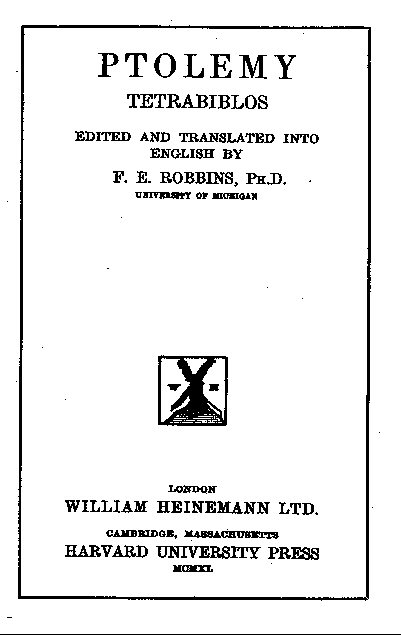 PTOLEMY
TETRABIBLOS
EDITED AND TRANSLATED INTO
ENGLISH BY
F. E. ROBBINS, PH.D.
UNIVERSITY OF MICHIGAN
W H
LONDON
WILLIAM HEINEMANN LTD.
CAMBRIDGE, MASSACHUSETTS
HARVARD UNIVERSITY PRESS
MCMXL